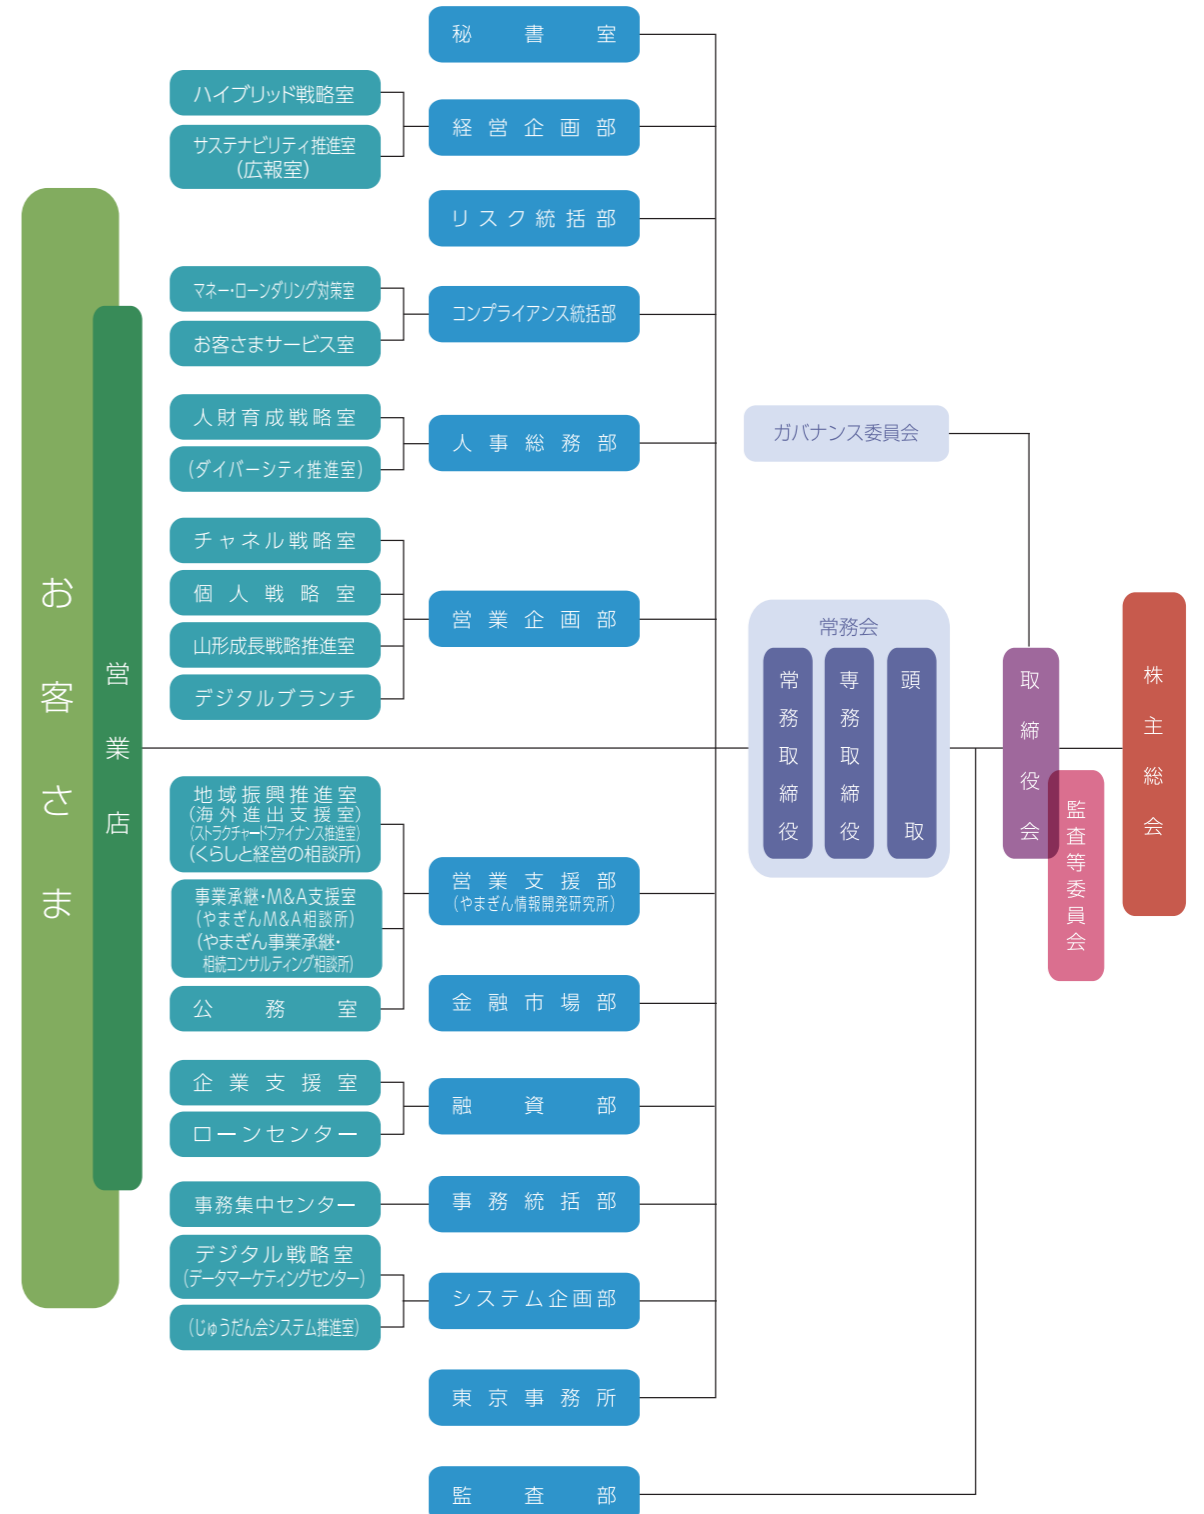 秘書室
ハイブリッド戦略室
サステナビリティ推進室
(広報室)
経営企画部
リスク統括部
マネー・ローンダリング対策室
お客さまサービス室
コンプライアンス統括部
人財育成戦略室
(ダイバーシティ推進室)
人事総務部
チャネル戦略室
個人戦略室
山形成長戦略推進室
デジタルブランチ
営業企画部
地域振興推進室
(海外進出支援室)
(ストラクチャードファイナンス推進室)
(くらしと経営の相談所)
事業承継・M&A支援室
(やまぎんM&A相談所)
(やまぎん事業承継・
相続コンサルティング相談所)
公務室
営業支援部
(やまぎん情報開発研究所)
金融市場部
企業支援室
ローンセンター
融資部
事務集中センター
事務統括部
デジタル戦略室
(データマーケティングセンター)
(じゅうだん会システム推進室)
システム企画部
東京事務所
監査部
お客さま
営業店
ガバナンス委員会
常務会
常務取締役
専務取締役
頭取
取締役会
監査等委員会
株主総会